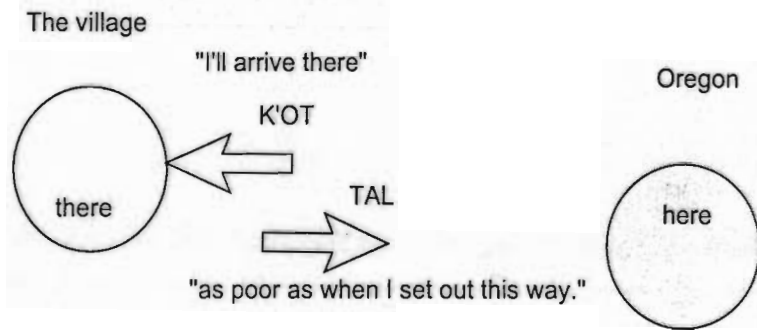 The village
"I'll arrive there"
Oregon
K'OT
there
TAL
here
"as poor as when I set out this way."